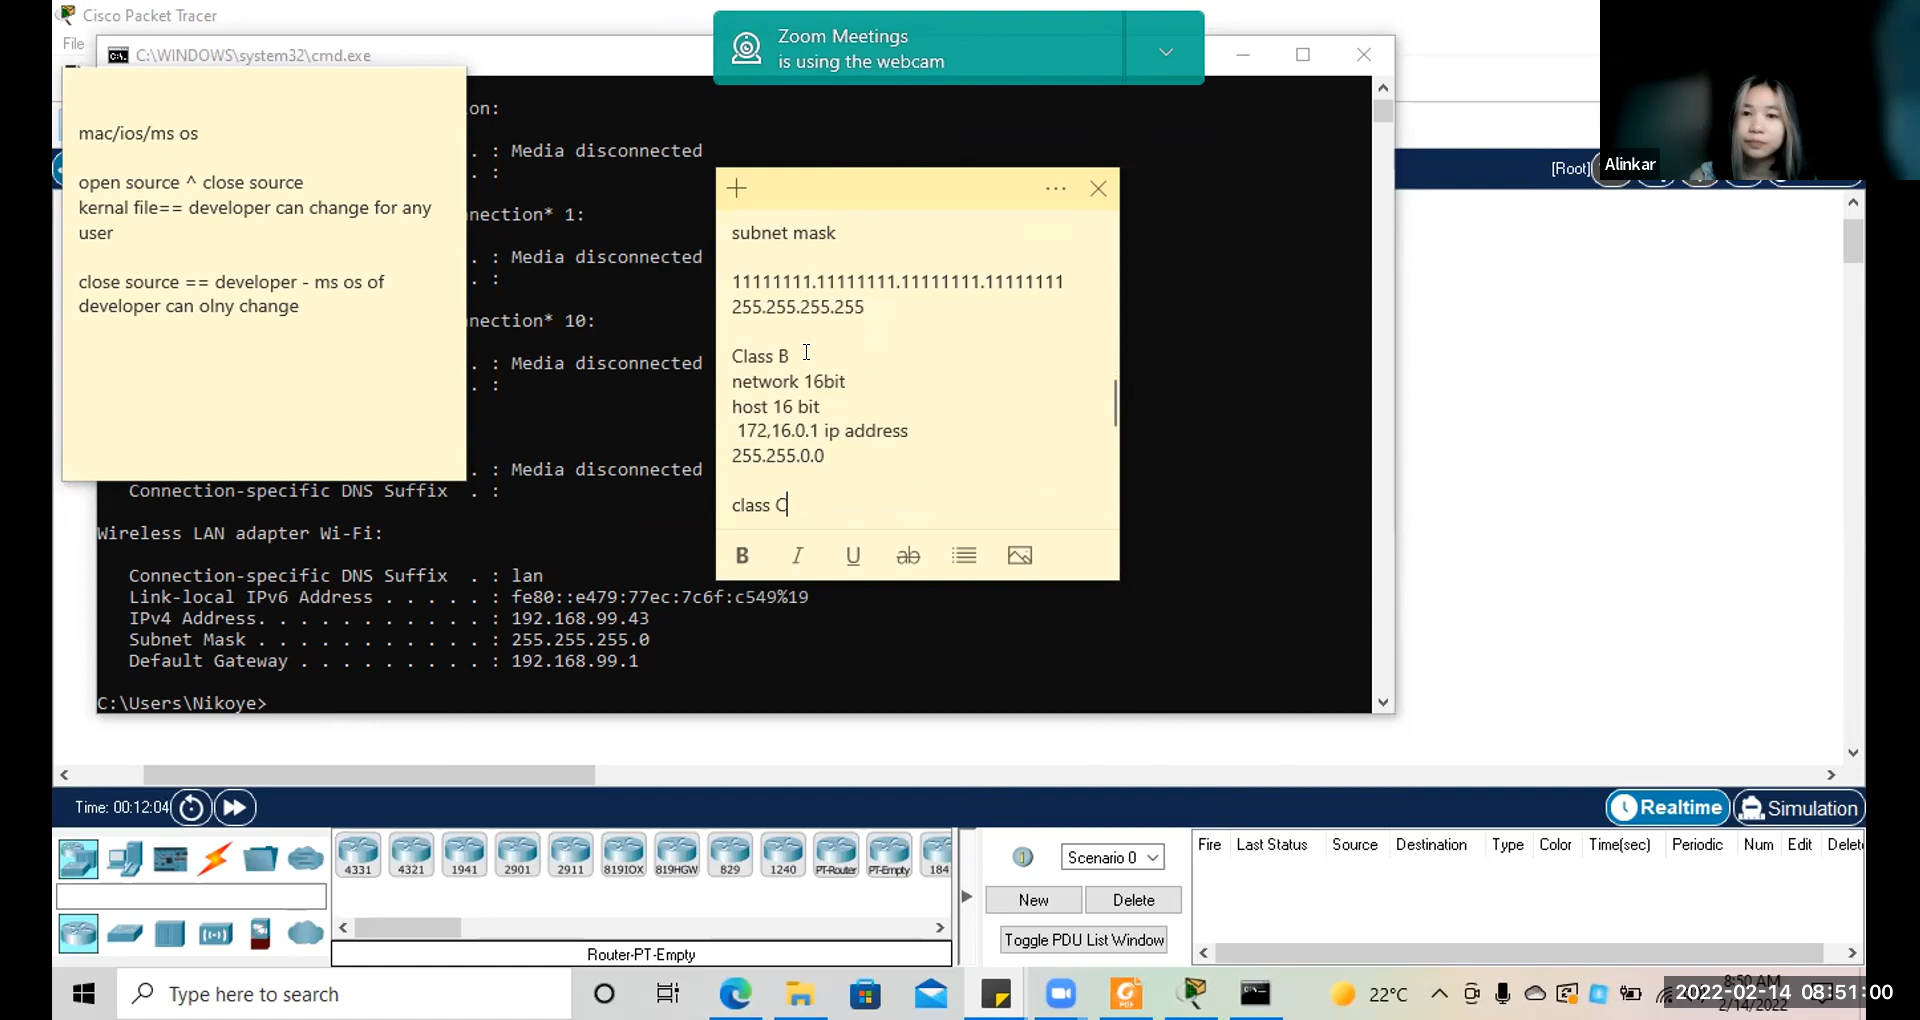 Cisco Packet Tracer
File
C:\WINDOWS\system32\cmd.exe
Zoom Meetings
is using the webcam
Alinkar
[Root]
mac/ios/ms os
open source ^ close source
kernal file== developer can change for any
user
close source == developer - ms os of
developer can olny change
on:
. : Media disconnected
. :
nection* 1:
. : Media disconnected
. :
nection* 10:
. : Media disconnected
. :
. : Media disconnected
Connection-specific DNS Suffix . :
Wireless LAN adapter Wi-Fi:
Connection-specific DNS Suffix . : lan
Link-local IPv6 Address . . . . . : fe80::e479:77ec:7c6f:c549%19
IPv4 Address. . . . . . . . . . . : 192.168.99.43
Subnet Mask . . . . . . . . . . . : 255.255.255.0
Default Gateway . . . . . . . . . : 192.168.99.1
C:\Users\Nikoye>
subnet mask
11111111.11111111.11111111.11111111
255.255.255.255
Class B
network 16bit
host 16 bit
172,16.0.1 ip address
255.255.0.0
class C
B I U ab
Time: 00:12:04
Realtime
Simulation
4331 4321 1941 2901 2911 819IOX 819HGW 829 1240 PT-Router PT-Empty 184
Router-PT-Empty
Scenario 0
New
Delete
Toggle PDU List Window
Fire Last Status Source Destination Type Color Time(sec) Periodic Num Edit Delet
Type here to search
22°C
8:50 AM
2/14/2022
2022-02-14 08:51:00